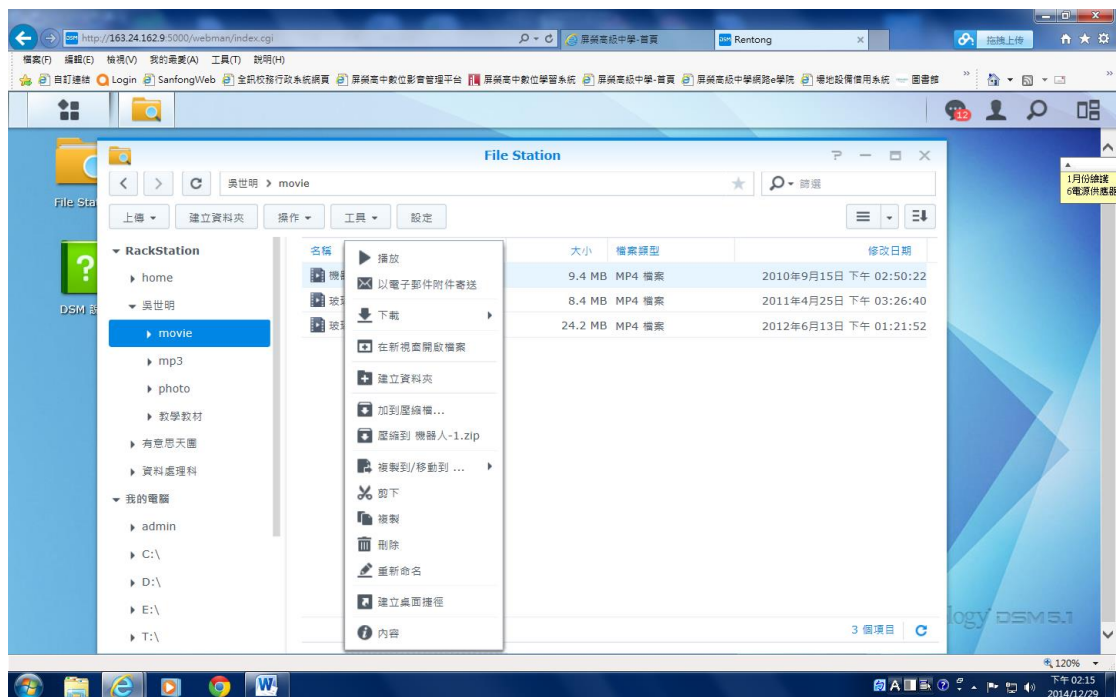 http://163.24.162.9:5000/webman/index.cgi
屏榮高級中學-首頁
Rentong
拖拽上传
檔案(F) 編輯(E) 檢視(V) 我的最愛(A) 工具(T) 說明(H)
自訂連結 Login SanfongWeb 全民校務行政系統網頁 屏榮高中數位影音管理平台 屏榮高中數位學習系統 屏榮高級中學-首頁 屏榮高級中學網路e學院 場地設備借用系統 圖書館
12
File Sta
DSM 說
1月份維護
6電源供應器
File Station
吳世明 > movie
篩選
上傳 建立資料夾 操作 工具 設定
RackStation
home
吳世明
movie
mp3
photo
教學教材
有意思天團
資料處理科
我的電腦
admin
C:\
D:\
E:\
T:\
名稱 大小 檔案類型 修改日期
機 9.4 MB MP4 檔案 2010年9月15日 下午 02:50:22
玻 8.4 MB MP4 檔案 2011年4月25日 下午 03:26:40
玻 24.2 MB MP4 檔案 2012年6月13日 下午 01:21:52
播放
以電子郵件附件寄送
下載
在新視窗開啟檔案
建立資料夾
加到壓縮檔...
壓縮到 機器人-1.zip
複製到/移動到 ...
剪下
複製
刪除
重新命名
建立桌面捷徑
內容
3 個項目
logy DSM 5.1
120%
下午 02:15
2014/12/29